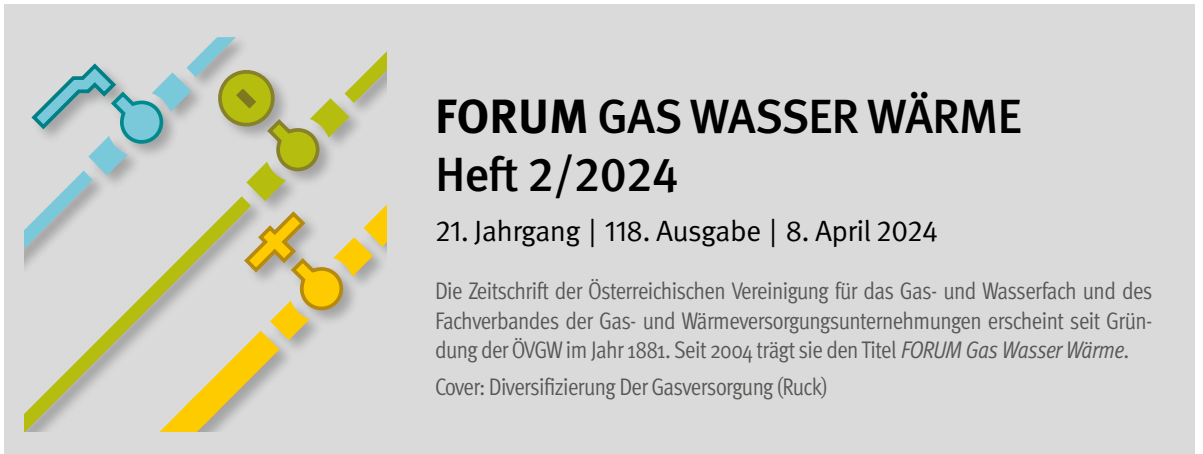 FORUM GAS WASSER WÄRME
Heft 2/2024
21. Jahrgang | 118. Ausgabe | 8. April 2024
Die Zeitschrift der Österreichischen Vereinigung für das Gas- und Wasserfach und des
Fachverbandes der Gas- und Wärmeversorgungsunternehmungen erscheint seit Grün-
dung der ÖVGW im Jahr 1881. Seit 2004 trägt sie den Titel FORUM Gas Wasser Wärme.
Cover: Diversifizierung Der Gasversorgung (Ruck)